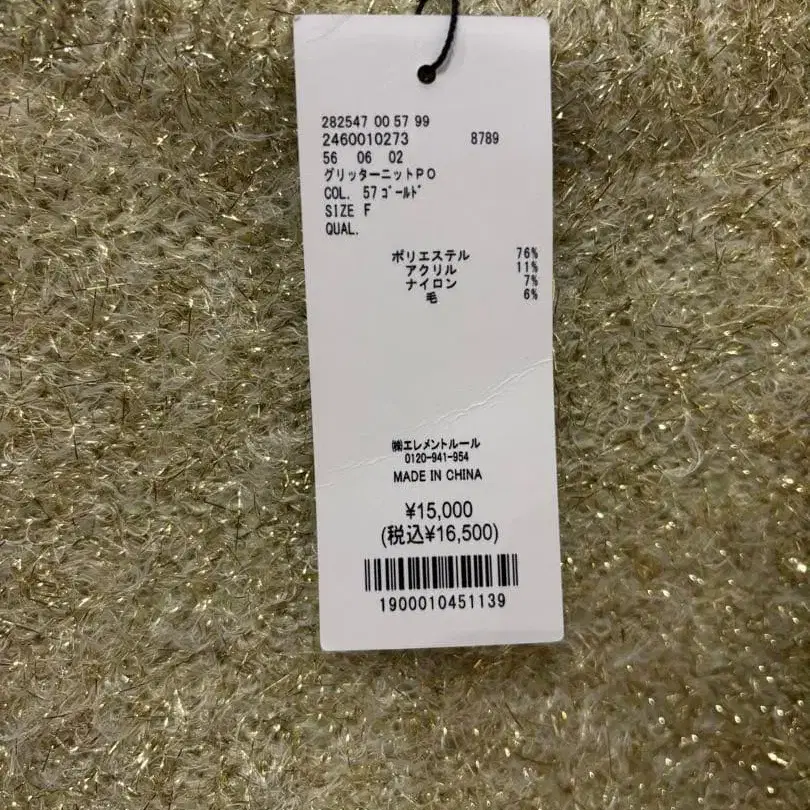 282547 00 57 99
2460010273 8789
56 06 02
グリッターニットPO
COL. 57ｺﾞｰﾙﾄﾞ
SIZE F
QUAL.
ポリエステル 76%
アクリル 11%
ナイロン 7%
毛 6%
㈱エレメントルール
0120-941-954
MADE IN CHINA
¥15,000
(税込¥16,500)
1900010451139